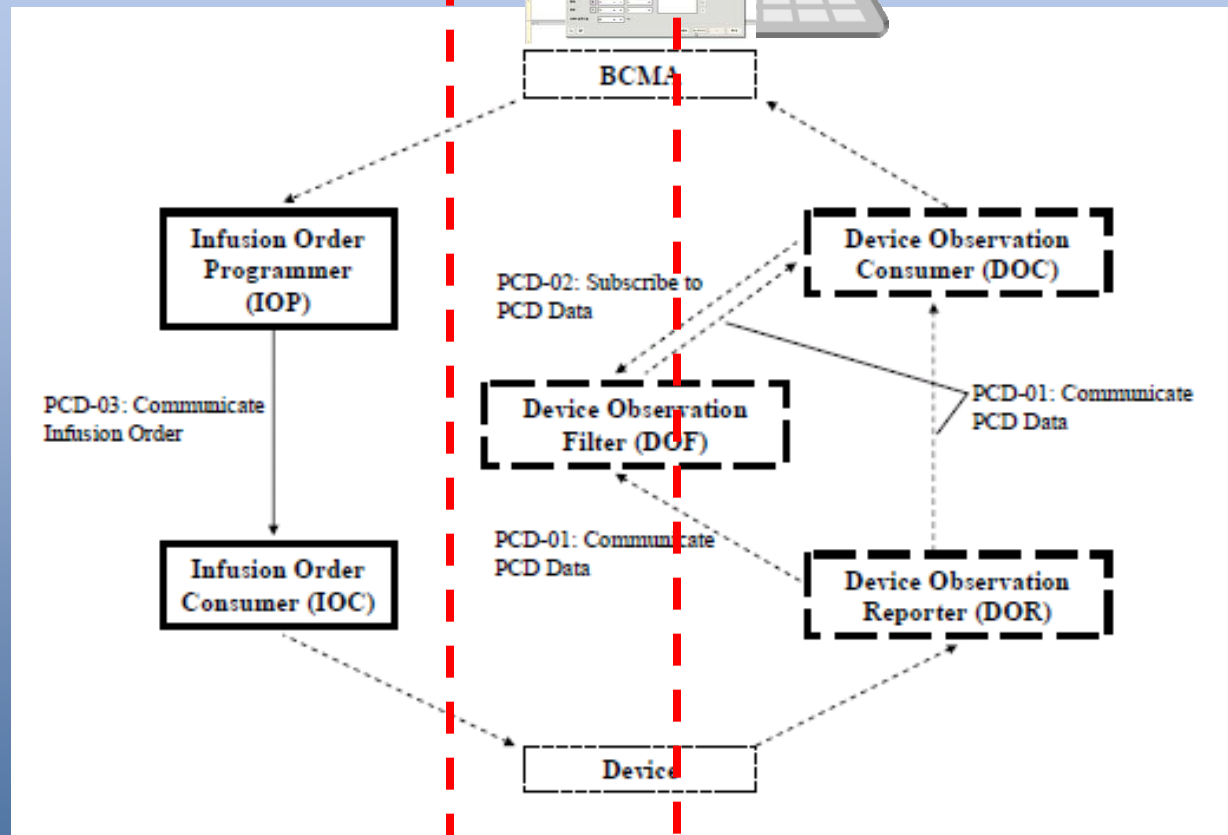 BCMA
Infusion Order
Programmer
(IOP)
Device Observation
Consumer (DOC)
PCD-02: Subscribe to
PCD Data
PCD-03: Communicate
Infusion Order
Device Observation
Filter (DOF)
PCD-01: Communicate
PCD Data
PCD-01: Communicate
PCD Data
Infusion Order
Consumer (IOC)
Device Observation
Reporter (DOR)
Device